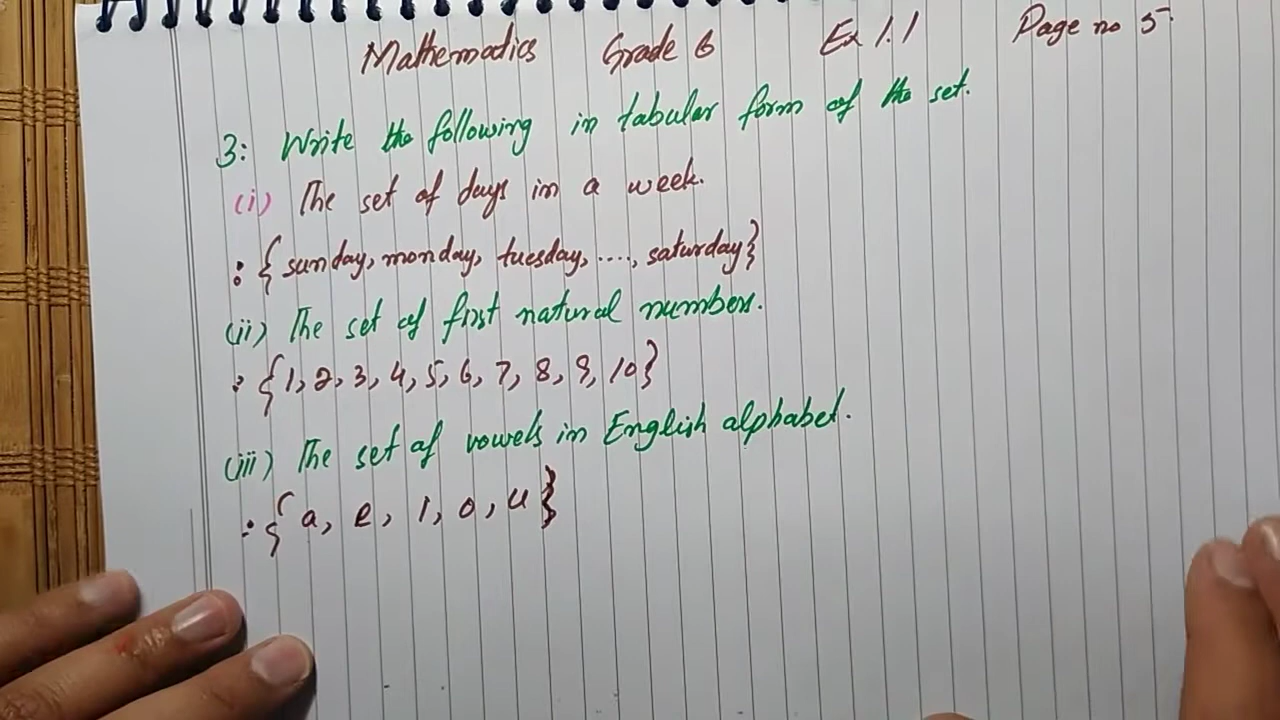 Mathematics Grade 6 Ex 1.1 Page no 5
3: Write the following in tabular form of the set.
(i) The set of days in a week.
: { sunday, monday, tuesday, ...., saturday}
(ii) The set of first natural numbers.
: {1, 2, 3, 4, 5, 6, 7, 8, 9, 10}
(iii) The set of vowels in English alphabet.
: { a, e, i, o, u }